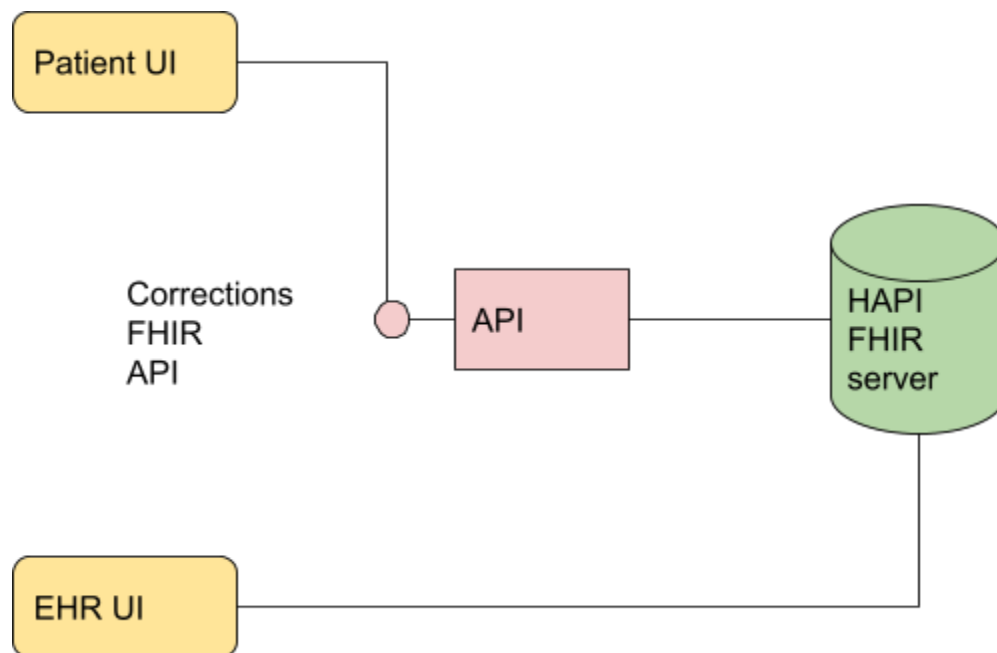 Patient UI
Corrections
FHIR
API
API
HAPI
FHIR
server
EHR UI